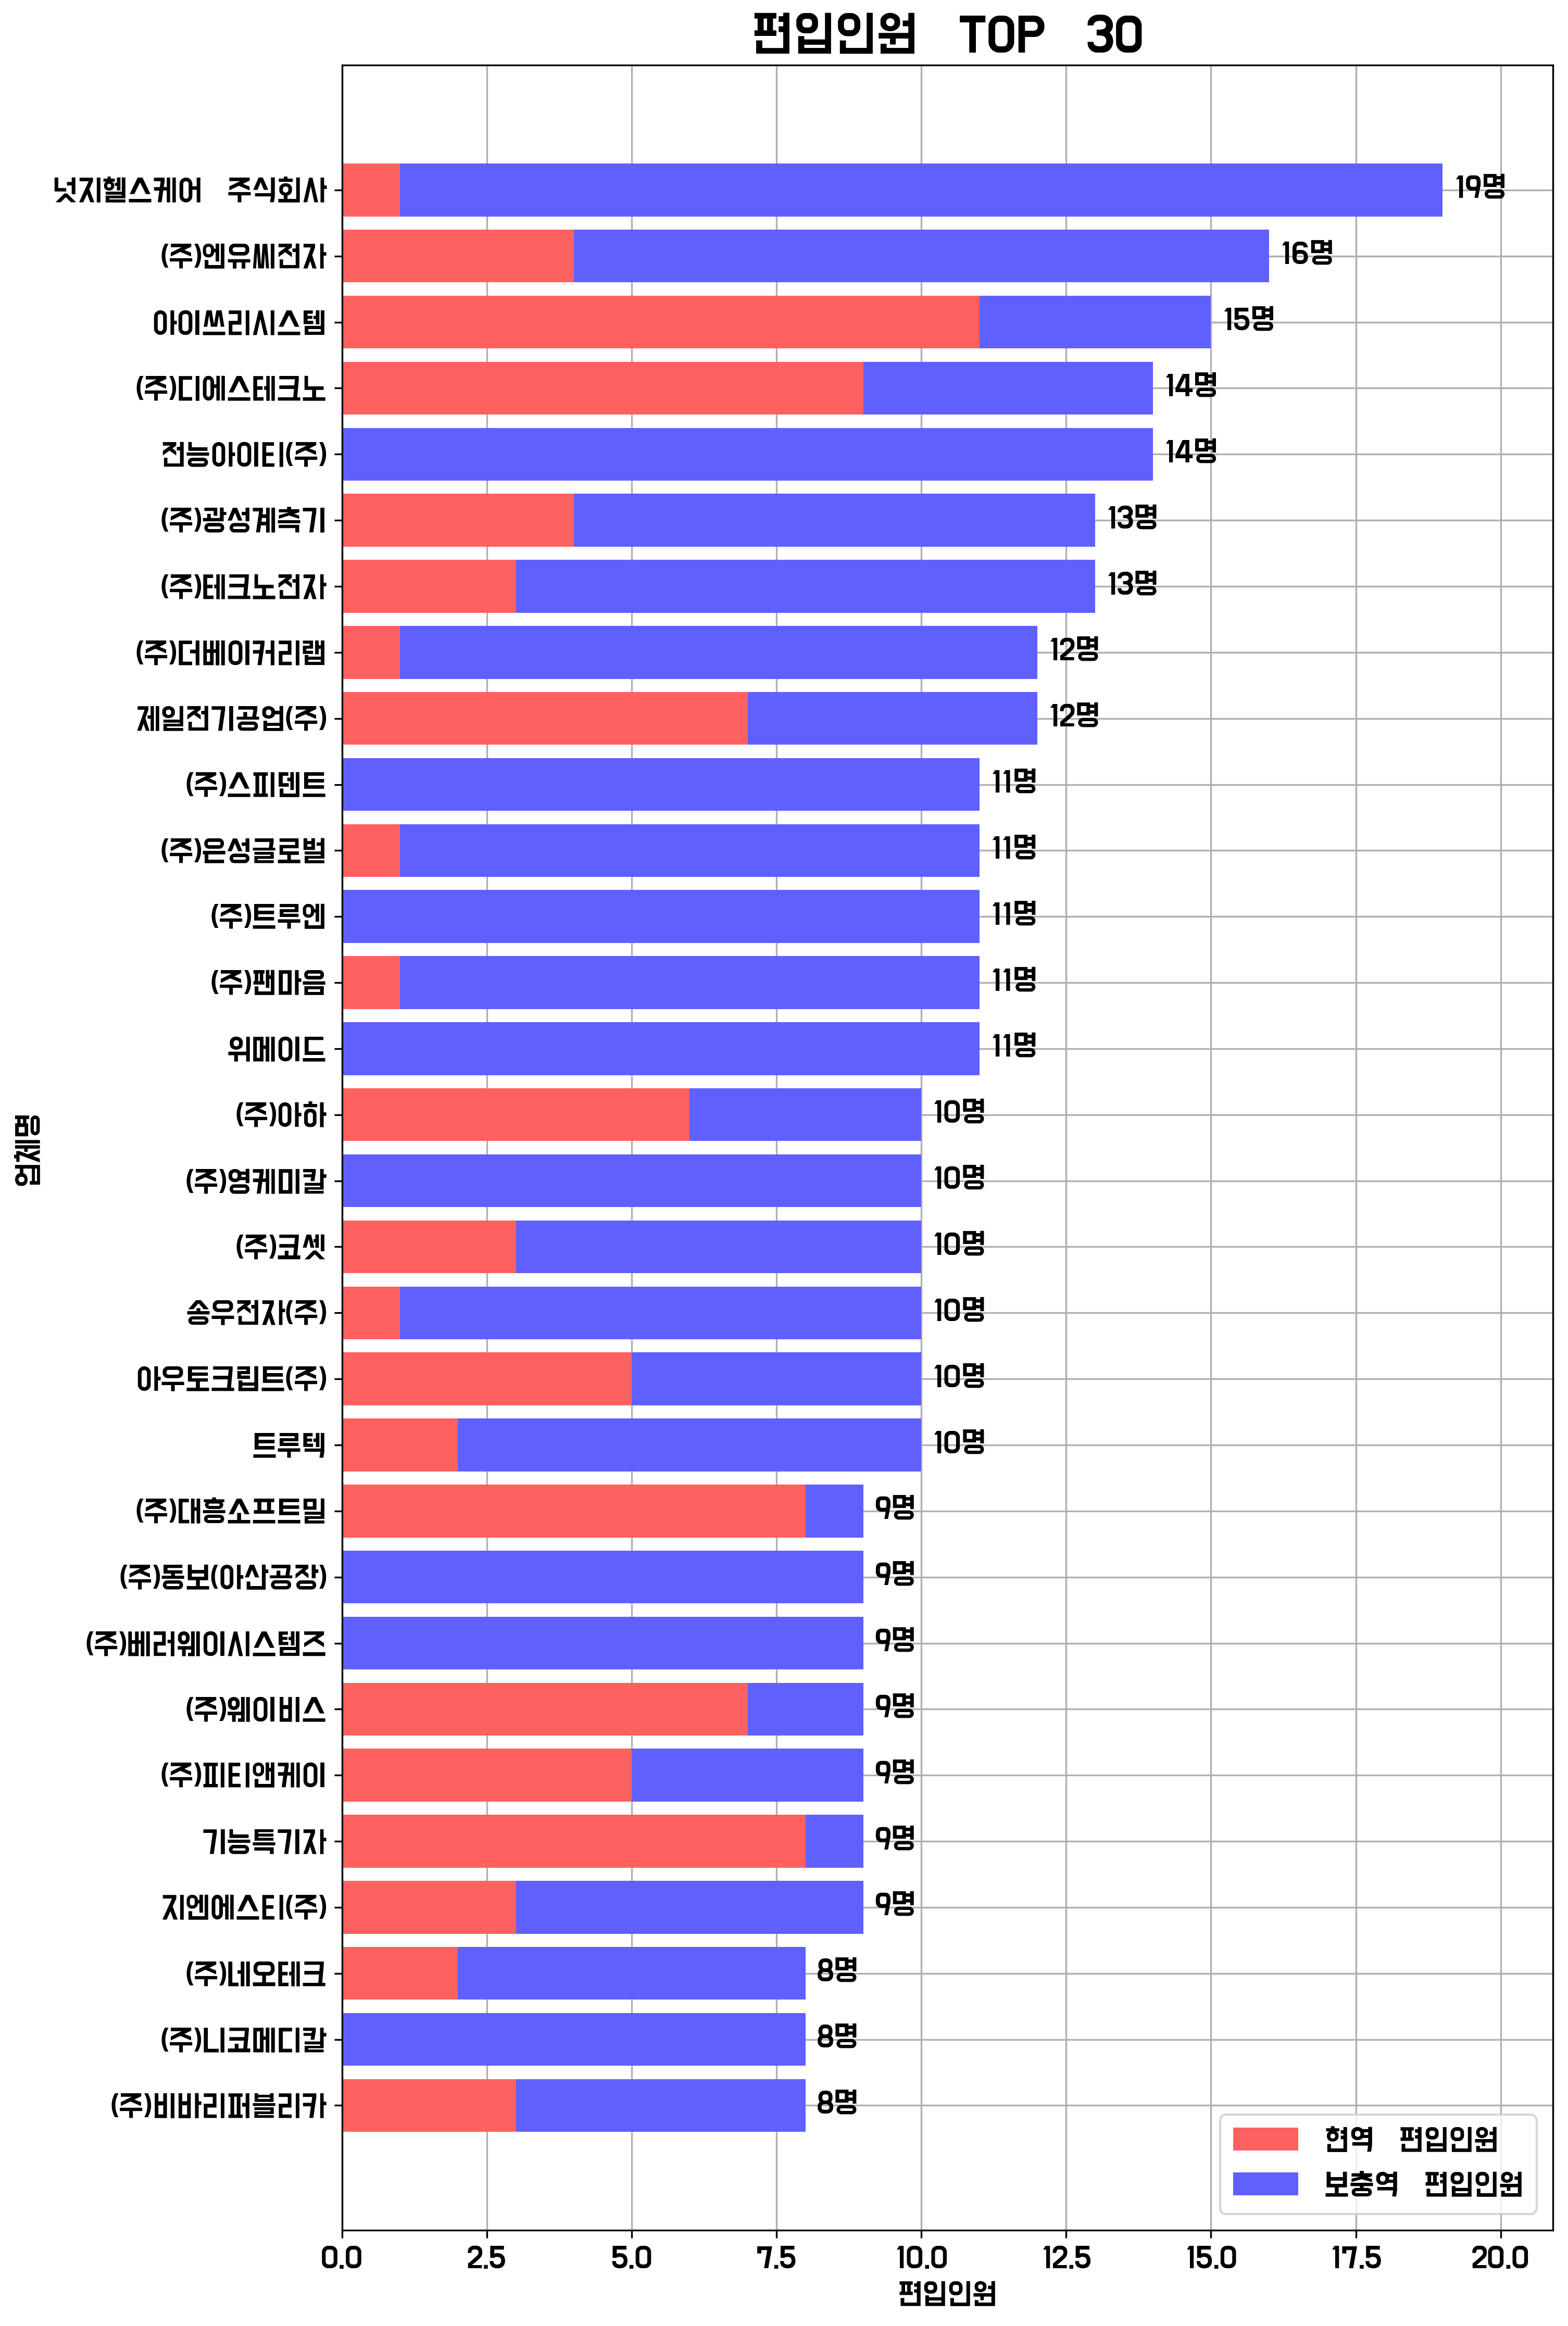 편입인원 TOP 30
넛지헬스케어 주식회사
19명
(주)엔유씨전자
16명
아이쓰리시스템
15명
(주)디에스테크노
14명
전능아이티(주)
14명
(주)광성계측기
13명
(주)테크노전자
13명
(주)더베이커리랩
12명
제일전기공업(주)
12명
(주)스피덴트
11명
(주)은성글로벌
11명
(주)트루엔
11명
(주)팬마음
11명
위메이드
11명
(주)아하
10명
(주)영케미칼
10명
(주)코셋
10명
송우전자(주)
10명
아우토크립트(주)
10명
트루텍
10명
(주)대흥소프트밀
9명
(주)동보(아산공장)
9명
(주)베러웨이시스템즈
9명
(주)웨이비스
9명
(주)피티앤케이
9명
기능특기자
9명
지엔에스티(주)
9명
(주)네오테크
8명
(주)니코메디칼
8명
(주)비바리퍼블리카
8명
업체명
현역 편입인원
보충역 편입인원
0.0 2.5 5.0 7.5 10.0 12.5 15.0 17.5 20.0
편입인원